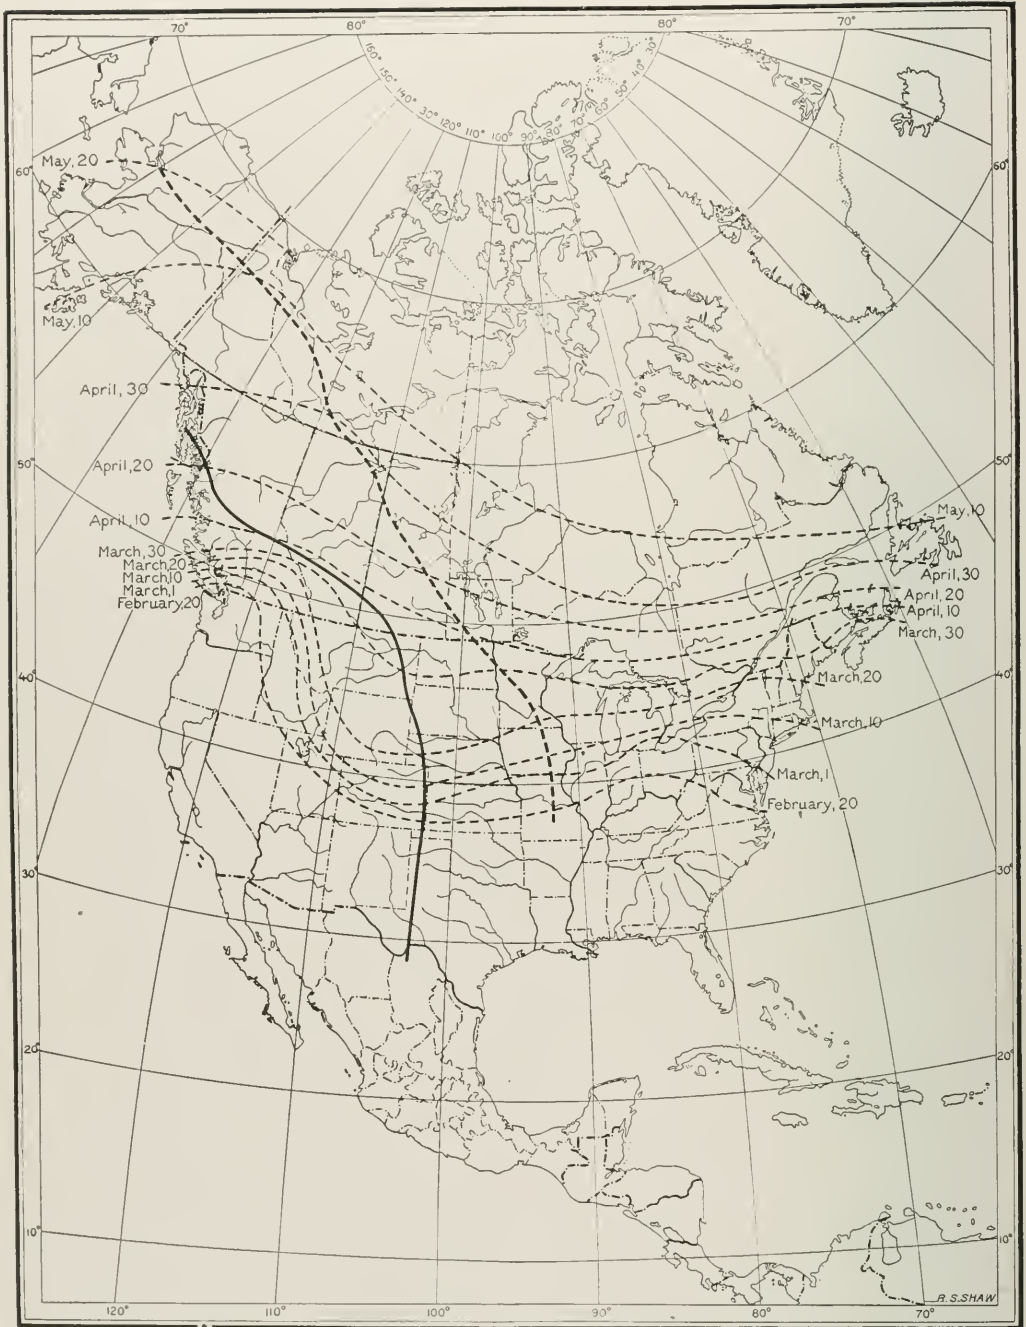 70° 80° 80° 70°
160° 150° 140° 30° 120° 110° 100° 90° 80° 70° 60° 50° 40° 30°
May, 20
60° 60°
May, 10
April, 30
50° 50°
April, 20
May, 10
April, 10
March, 30
March, 20
March, 10
March, 1
February, 20
April, 30
April, 20
April, 10
March, 30
40° 40°
March, 20
March, 10
March, 1
February, 20
30° 30°
20° 20°
10° 10°
R.S.SHAW
120° 110° 100° 90° 80° 70°